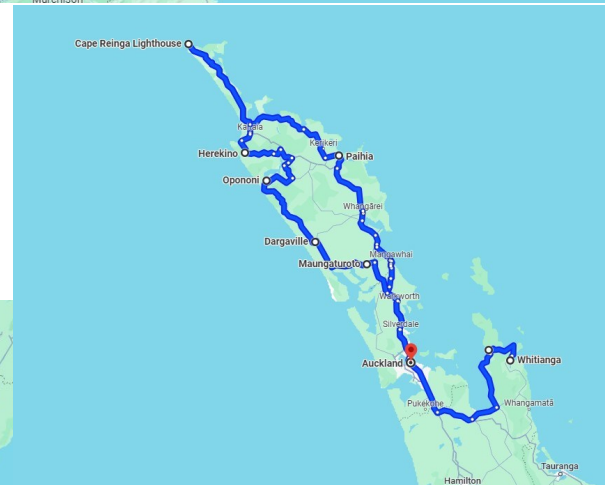 Murchison
Cape Reinga Lighthouse
Kaitaia
Kerikeri
Herekino
Paihia
Opononi
Whangārei
Dargaville
Mangawhai
Maungaturoto
Warkworth
Silverdale
Auckland
Whitianga
Pukekohe
Whangamatā
Tauranga
Hamilton